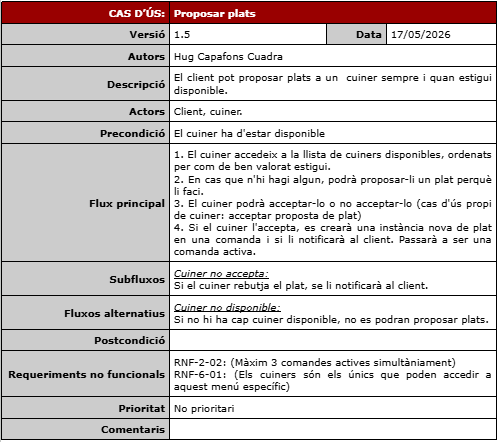 CAS D'ÚS: Proposar plats
Versió 1.5 Data 17/05/2026
Autors Hug Capafons Cuadra
Descripció El client pot proposar plats a un cuiner sempre i quan estigui
disponible.
Actors Client, cuiner.
Precondició El cuiner ha d'estar disponible
Flux principal
1. El cuiner accedeix a la llista de cuiners disponibles, ordenats
per com de ben valorat estigui.
2. En cas que n'hi hagi algun, podrà proposar-li un plat perquè
li faci.
3. El cuiner podrà acceptar-lo o no acceptar-lo (cas d'ús propi
de cuiner: acceptar proposta de plat)
4. Si el cuiner l'accepta, es crearà una instància nova de plat
en una comanda i si li notificarà al client. Passarà a ser una
comanda activa.
Subfluxos
Cuiner no accepta:
Si el cuiner rebutja el plat, se li notificarà al client.
Fluxos alternatius
Cuiner no disponible:
Si no hi ha cap cuiner disponible, no es podran proposar plats.
Postcondició
Requeriments no funcionals
RNF-2-02: (Màxim 3 comandes actives simultàniament)
RNF-6-01: (Els cuiners són els únics que poden accedir a
aquest menú específic)
Prioritat No prioritari
Comentaris